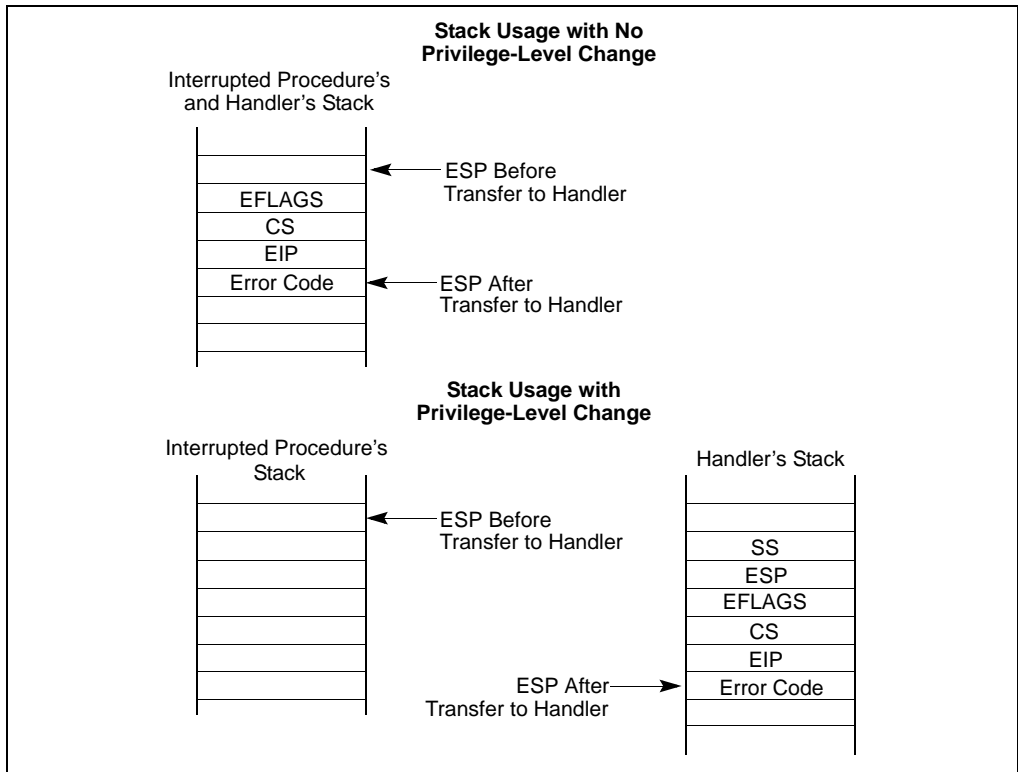 Stack Usage with No
Privilege-Level Change
Interrupted Procedure's
and Handler's Stack
ESP Before
Transfer to Handler
EFLAGS
CS
EIP
Error Code
ESP After
Transfer to Handler
Stack Usage with
Privilege-Level Change
Interrupted Procedure's
Stack
Handler's Stack
ESP Before
Transfer to Handler
SS
ESP
EFLAGS
CS
EIP
ESP After
Transfer to Handler
Error Code